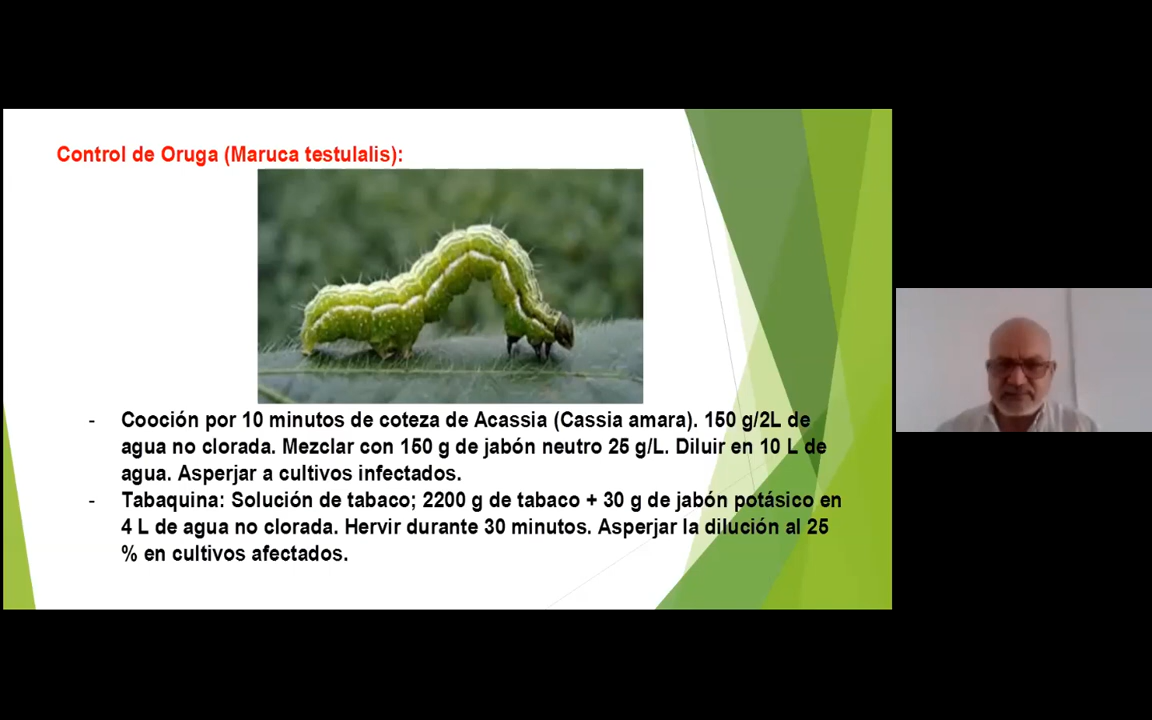 Control de Oruga (Maruca testulalis):
- Cooción por 10 minutos de coteza de Acassia (Cassia amara). 150 g/2L de
agua no clorada. Mezclar con 150 g de jabón neutro 25 g/L. Diluir en 10 L de
agua. Asperjar a cultivos infectados.
- Tabaquina: Solución de tabaco; 2200 g de tabaco + 30 g de jabón potásico en
4 L de agua no clorada. Hervir durante 30 minutos. Asperjar la dilución al 25
% en cultivos afectados.